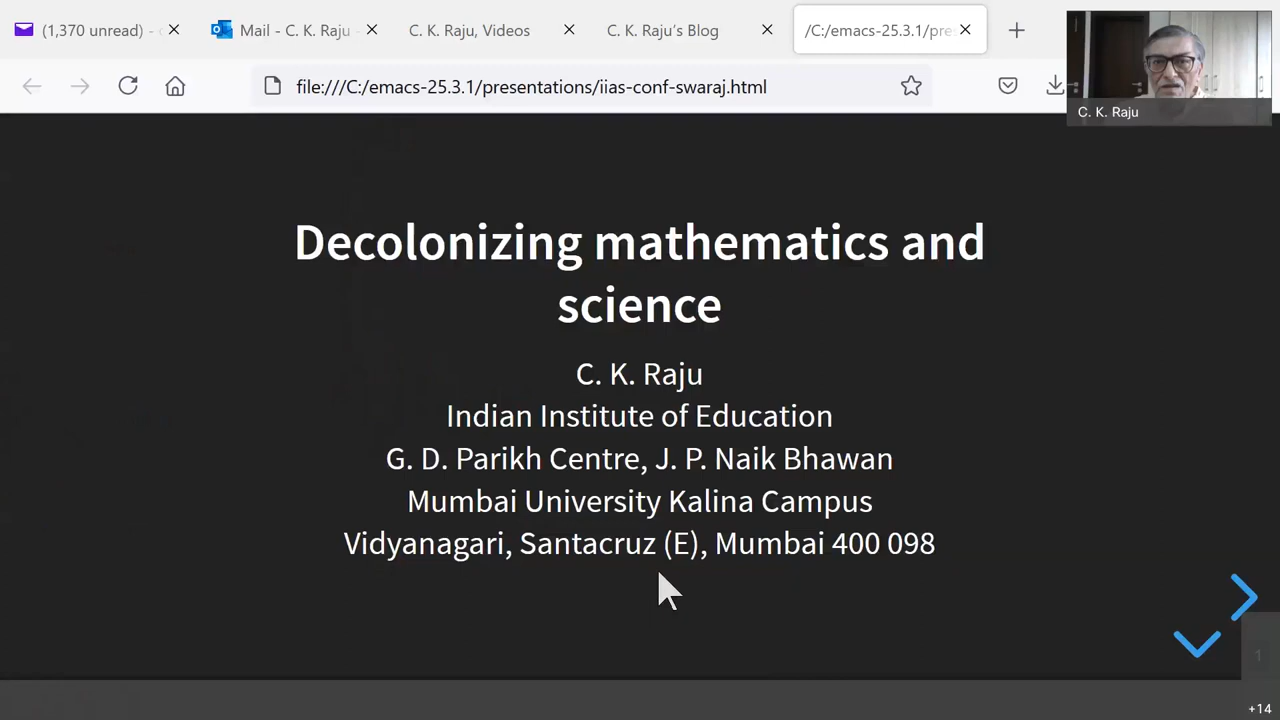 (1,370 unread) -
Mail - C. K. Raju
C. K. Raju, Videos
C. K. Raju's Blog
/C:/emacs-25.3.1/pre
file:///C:/emacs-25.3.1/presentations/iias-conf-swaraj.html
C. K. Raju
Decolonizing mathematics and
science
C. K. Raju
Indian Institute of Education
G. D. Parikh Centre, J. P. Naik Bhawan
Mumbai University Kalina Campus
Vidyanagari, Santacruz (E), Mumbai 400 098
1
+14